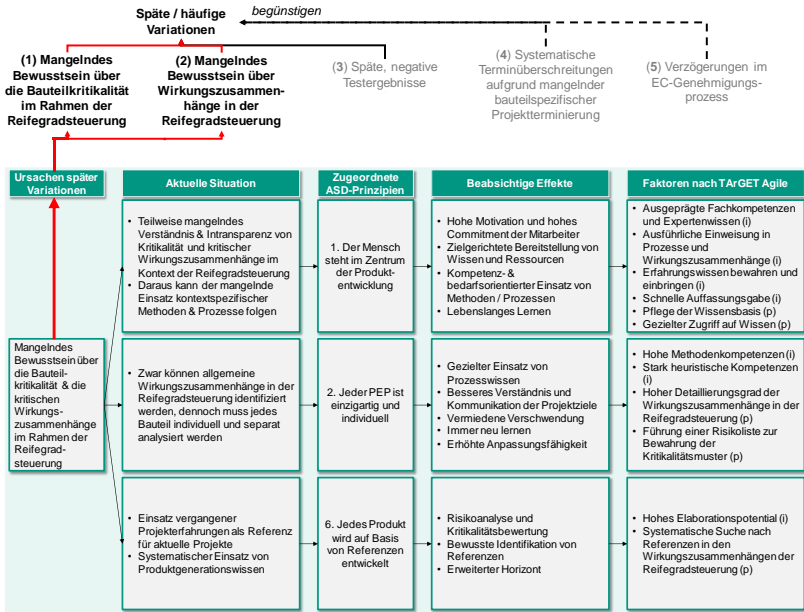 Späte / häufige
Variationen
begünstigen
(1) Mangelndes
Bewusstsein über
die Bauteilkritikalität
im Rahmen der
Reifegradsteuerung
(2) Mangelndes
Bewusstsein über
Wirkungszusammen-
hänge in der
Reifegradsteuerung
(3) Späte, negative
Testergebnisse
(4) Systematische
Terminüberschreitungen
aufgrund mangelnder
bauteilspezifischer
Projektterminierung
(5) Verzögerungen im
EC-Genehmigungs-
prozess
Ursachen später
Variationen
Aktuelle Situation
Zugeordnete
ASD-Prinzipien
Beabsichtige Effekte
Faktoren nach TArGET Agile
Mangelndes
Bewusstsein über
die Bauteil-
kritikalität & die
kritischen
Wirkungs-
zusammenhänge
im Rahmen der
Reifegrad-
steuerung
• Teilweise mangelndes
Verständnis & Intransparenz von
Kritikalität und kritischer
Wirkungszusammenhänge im
Kontext der Reifegradsteuerung
• Daraus kann der mangelnde
Einsatz kontextspezifischer
Methoden & Prozesse folgen
1. Der Mensch
steht im Zentrum
der Produkt-
entwicklung
• Hohe Motivation und hohes
Commitment der Mitarbeiter
• Zielgerichtete Bereitstellung von
Wissen und Ressourcen
• Kompetenz- &
bedarfsorientierter Einsatz von
Methoden / Prozessen
• Lebenslanges Lernen
• Ausgeprägte Fachkompetenzen
und Expertenwissen (i)
• Ausführliche Einweisung in
Prozesse und
Wirkungszusammenhänge (i)
• Erfahrungswissen bewahren und
einbringen (i)
• Schnelle Auffassungsgabe (i)
• Pflege der Wissensbasis (p)
• Gezielter Zugriff auf Wissen (p)
• Zwar können allgemeine
Wirkungszusammenhänge in der
Reifegradsteuerung identifiziert
werden, dennoch muss jedes
Bauteil individuell und separat
analysiert werden
2. Jeder PEP ist
einzigartig und
individuell
• Gezielter Einsatz von
Prozesswissen
• Besseres Verständnis und
Kommunikation der Projektziele
• Vermiedene Verschwendung
• Immer neu lernen
• Erhöhte Anpassungsfähigkeit
• Hohe Methodenkompetenzen (i)
• Stark heuristische Kompetenzen
(i)
• Hoher Detaillierungsgrad der
Wirkungszusammenhänge in der
Reifegradsteuerung (p)
• Führung einer Risikoliste zur
Bewahrung der
Kritikalitätsmuster (p)
• Einsatz vergangener
Projekterfahrungen als Referenz
für aktuelle Projekte
• Systematischer Einsatz von
Produktgenerationswissen
6. Jedes Produkt
wird auf Basis
von Referenzen
entwickelt
• Risikoanalyse und
Kritikalitätsbewertung
• Bewusste Identifikation von
Referenzen
• Erweiterter Horizont
• Hohes Elaborationspotential (i)
• Systematische Suche nach
Referenzen in den
Wirkungszusammenhängen der
Reifegradsteuerung (p)